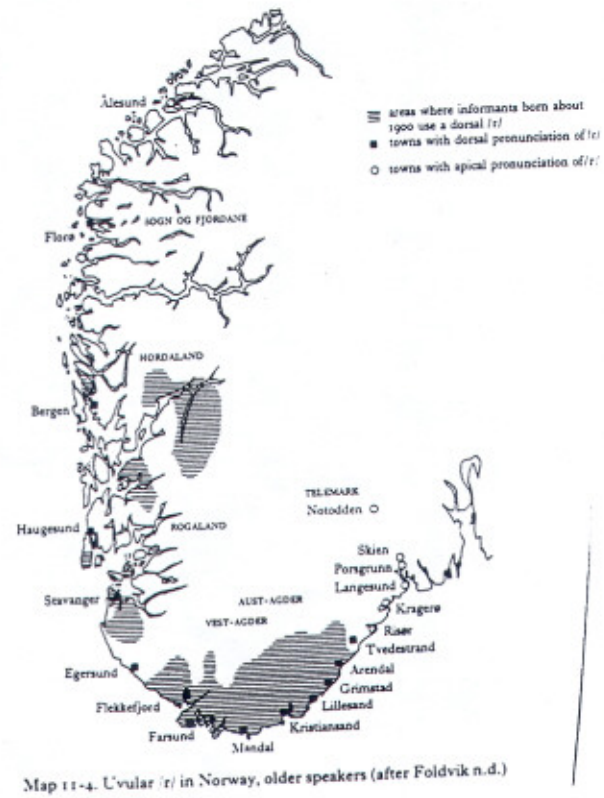 Ålesund
areas where informants born about
1900 use a dorsal /r/
towns with dorsal pronunciation of /r/
towns with apical pronunciation of /r/
SOGN OG FJORDANE
Florø
HORDALAND
Bergen
TELEMARK
Notodden
Haugesund
ROGALAND
Skien
Porsgrunn
Langesund
Stavanger
AUST-AGDER
Kragerø
VEST-AGDER
Risør
Tvedestrand
Egersund
Arendal
Grimstad
Flekkefjord
Lillesand
Farsund
Kristiansand
Mandal
Map 11-4. Uvular /r/ in Norway, older speakers (after Foldvik n.d.)